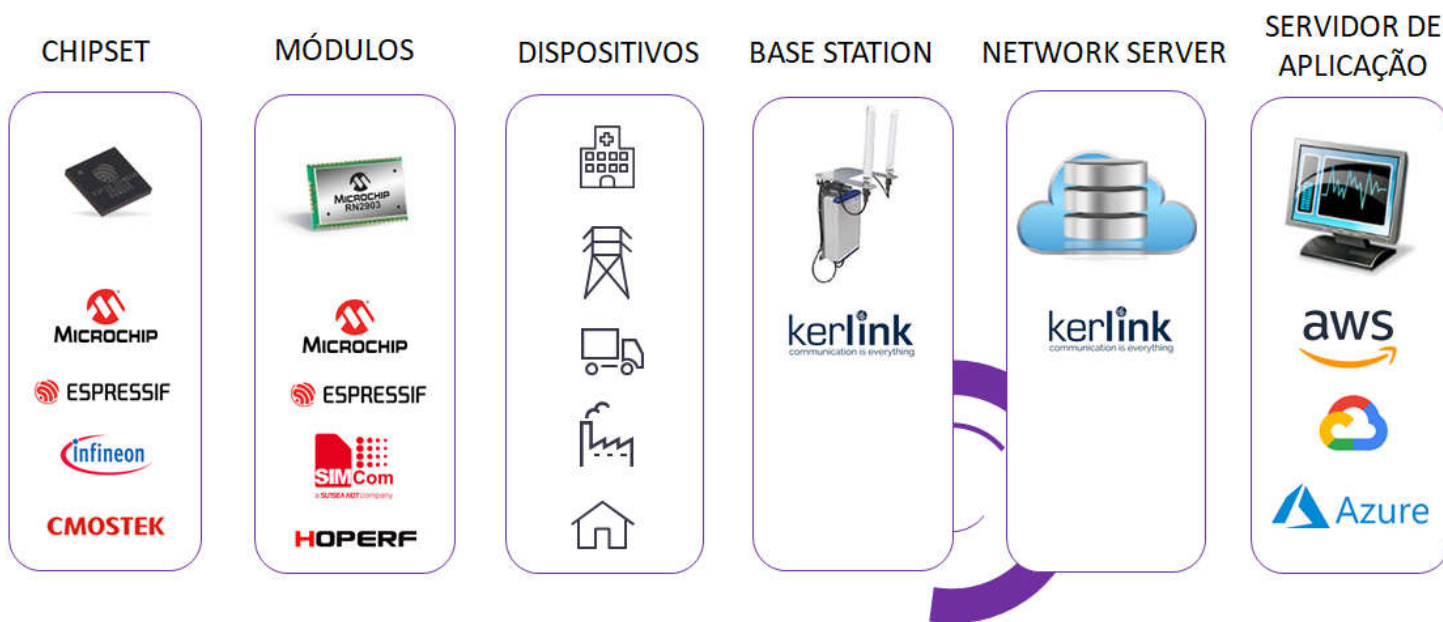 CHIPSET
MÓDULOS
DISPOSITIVOS
BASE STATION
NETWORK SERVER
SERVIDOR DE
APLICAÇÃO
MICROCHIP
ESPRESSIF
infineon
CMOSTEK
MICROCHIP
RN2903
MICROCHIP
ESPRESSIF
SIMCom
a SUNSEA AIOT company
HOPERF
kerlink
communication is everything
kerlink
communication is everything
aws
Azure